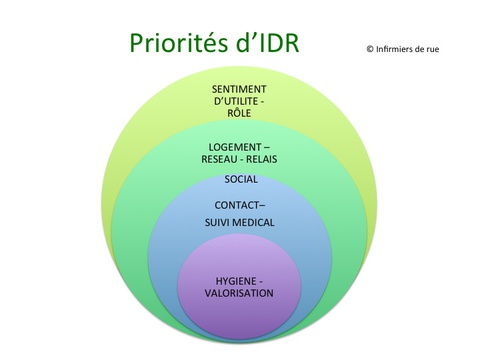 Priorités d’IDR
© Infirmiers de rue
SENTIMENT
D’UTILITE -
RÔLE
LOGEMENT –
RESEAU - RELAIS
SOCIAL
CONTACT–
SUIVI MEDICAL
HYGIENE -
VALORISATION